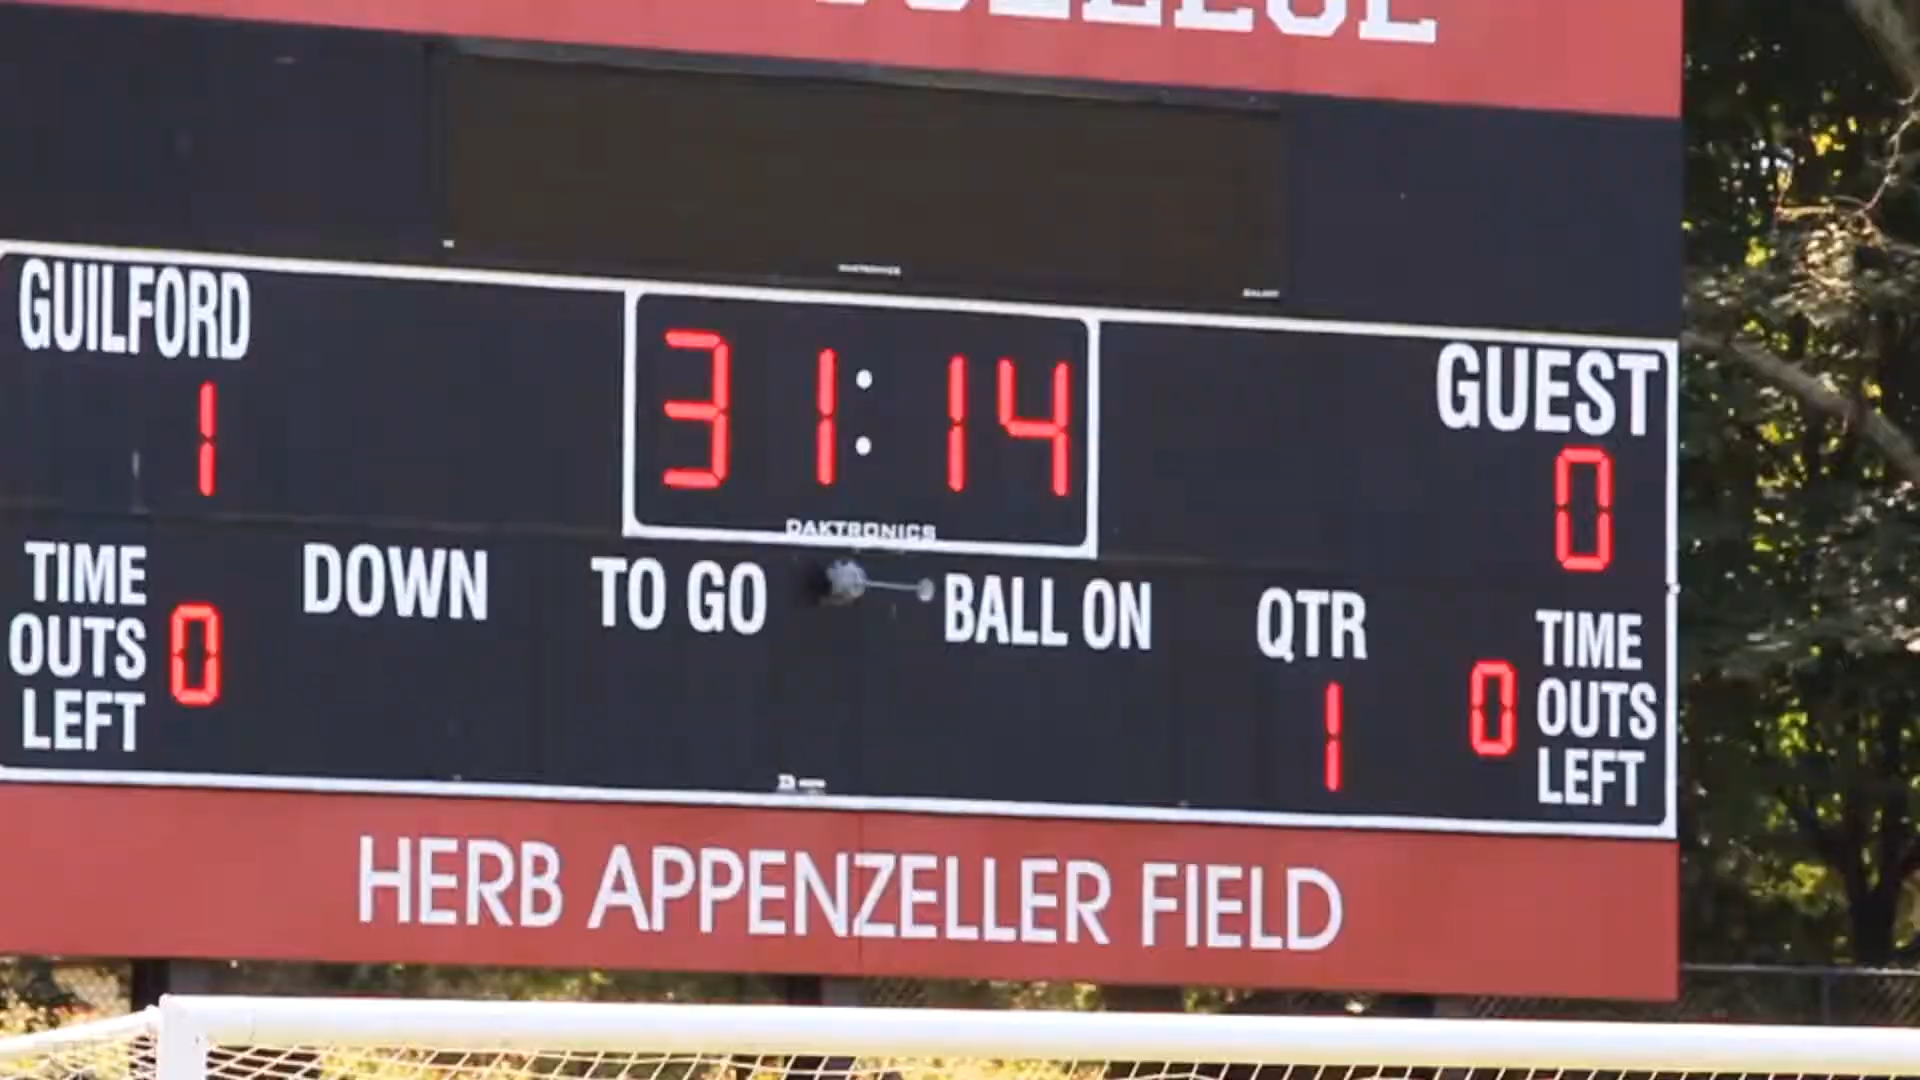 COLLEGE
GUILFORD
1
31:14
DAKTRONICS
GUEST
0
TIME
OUTS
LEFT
0
DOWN
TO GO
BALL ON
QTR
1
0
TIME
OUTS
LEFT
HERB APPENZELLER FIELD